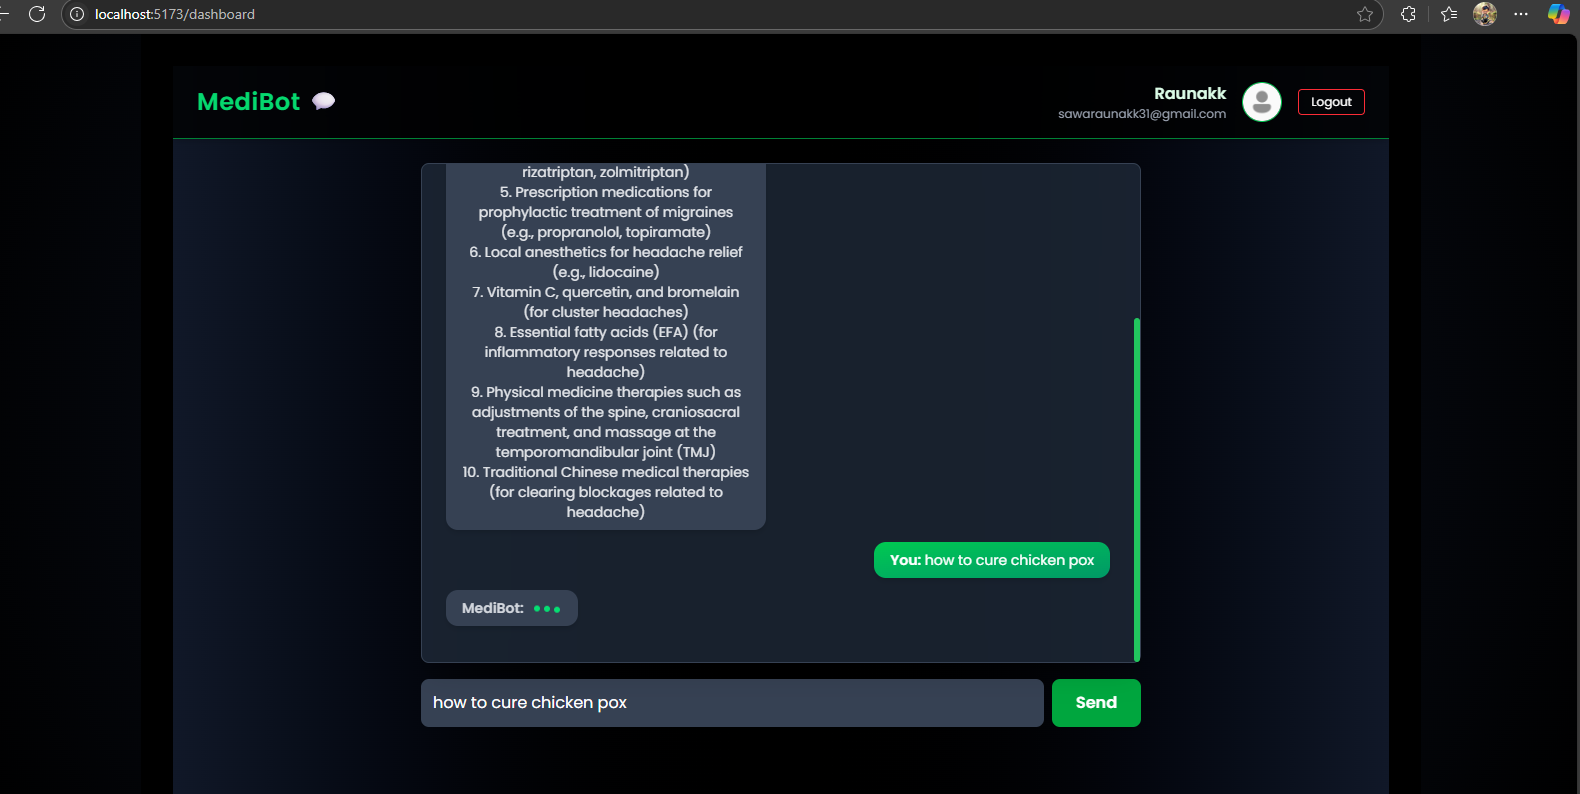 localhost:5173/dashboard
MediBot
Raunakk
sawaraunakk31@gmail.com
Logout
rizatriptan, zolmitriptan)
5. Prescription medications for
prophylactic treatment of migraines
(e.g., propranolol, topiramate)
6. Local anesthetics for headache relief
(e.g., lidocaine)
7. Vitamin C, quercetin, and bromelain
(for cluster headaches)
8. Essential fatty acids (EFA) (for
inflammatory responses related to
headache)
9. Physical medicine therapies such as
adjustments of the spine, craniosacral
treatment, and massage at the
temporomandibular joint (TMJ)
10. Traditional Chinese medical therapies
(for clearing blockages related to
headache)
You: how to cure chicken pox
MediBot:
how to cure chicken pox
Send